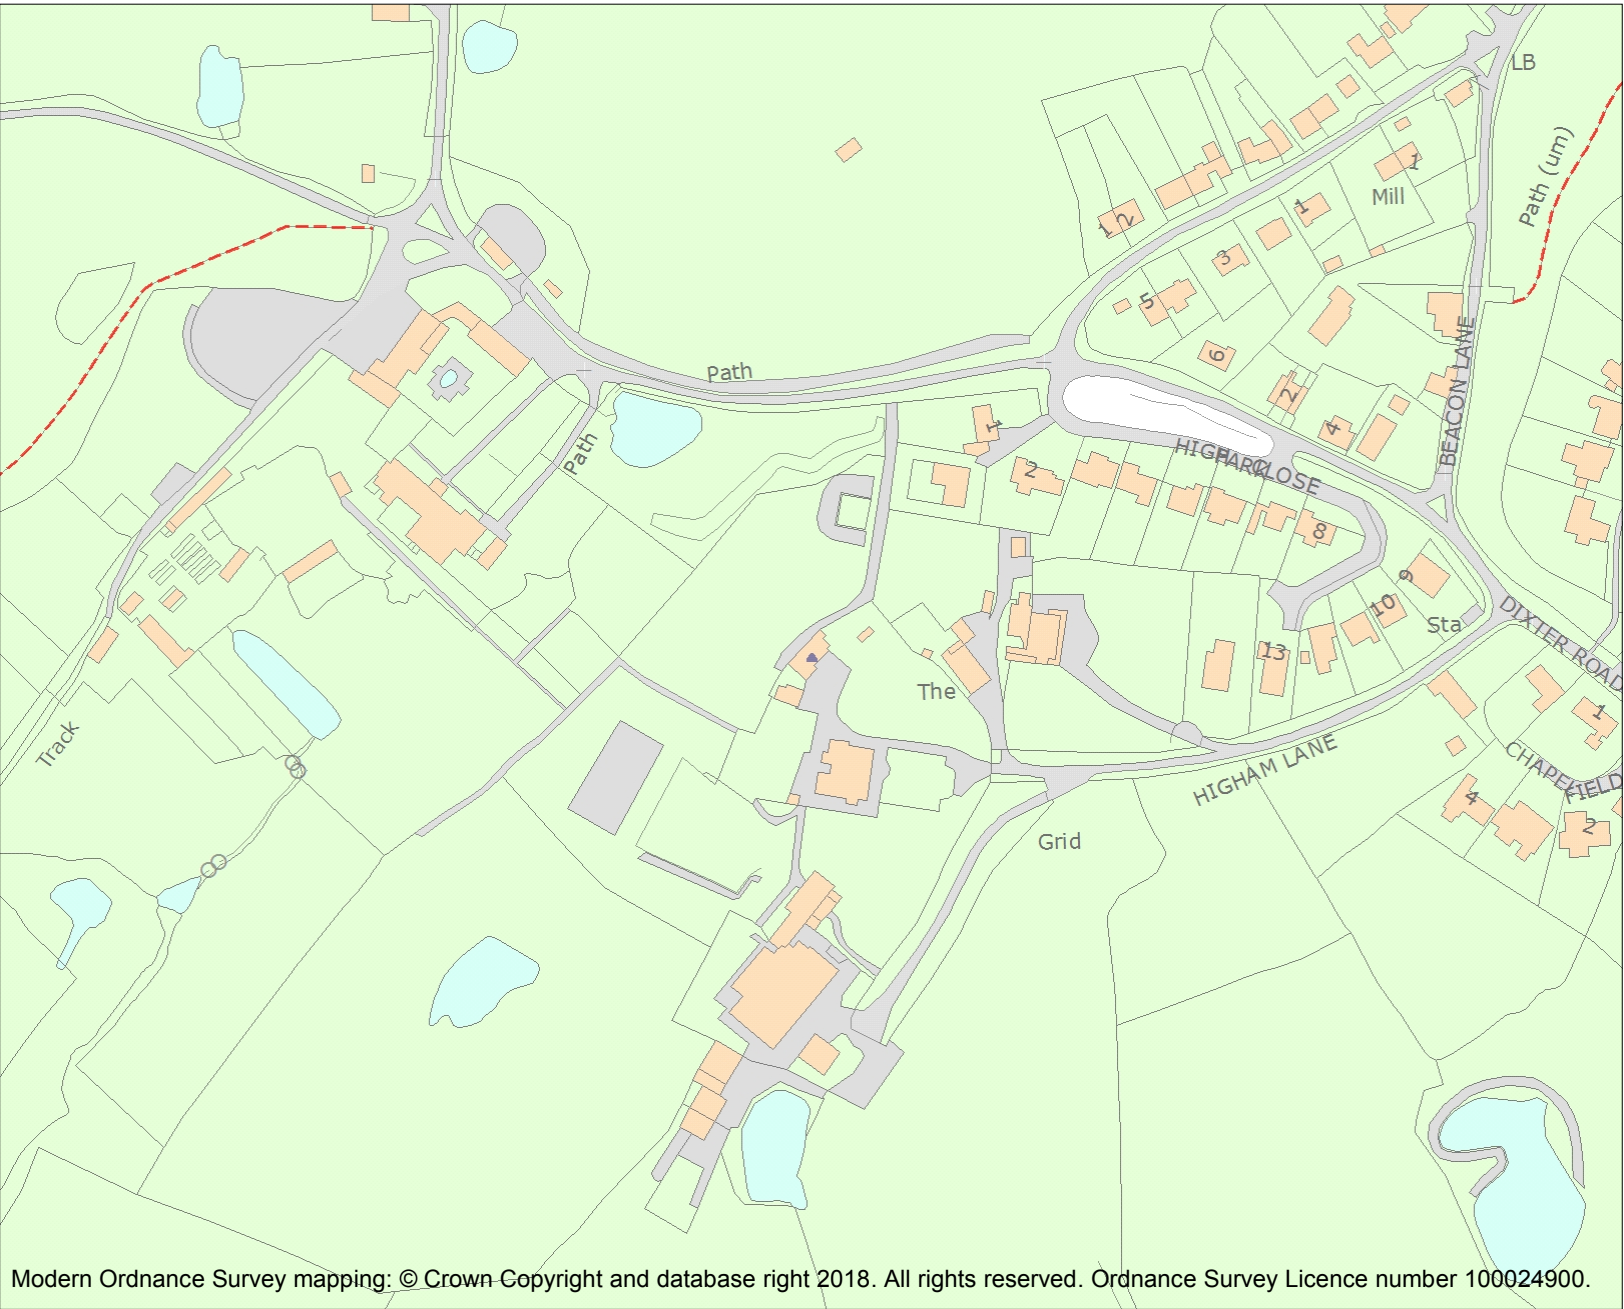 LB
Path (um)
1
Mill
1
1 2
3
5
6
BEACON LANE
2
4
Path
1
HIGH
CLOSE
Path
2
8
9
10
Sta
DIXTER ROAD
13
The
1
Track
HIGHAM LANE
CHAPEL
FIELD
4
2
Grid
Modern Ordnance Survey mapping: © Crown Copyright and database right 2018. All rights reserved. Ordnance Survey Licence number 100024900.